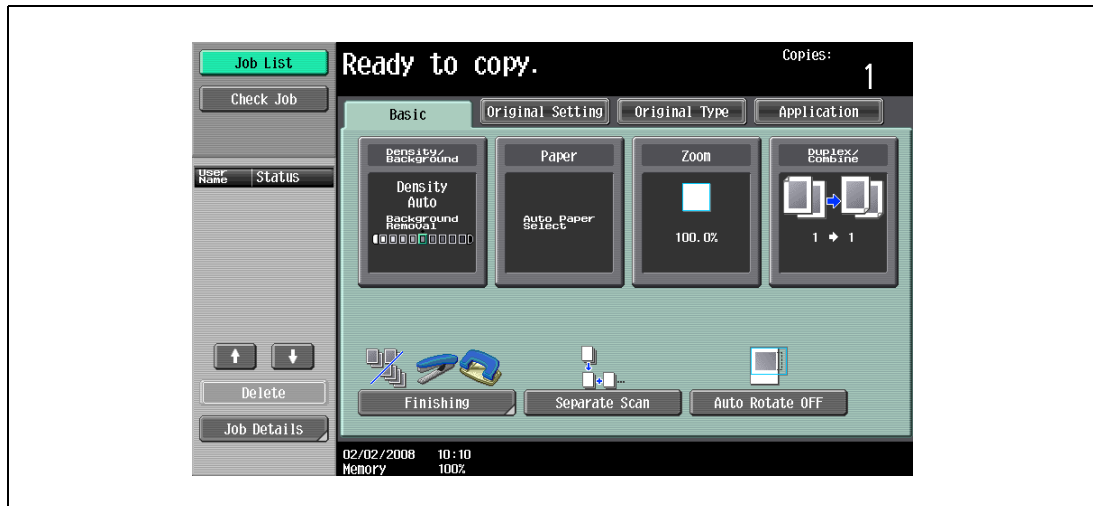 Job List
Check Job
User
Name
Status
Delete
Job Details
Ready to copy.
Copies:
1
Basic
Original Setting
Original Type
Application
Density/
Background
Density
Auto
Background
Removal
Paper
Auto Paper
Select
Zoom
100.0%
Duplex/
Combine
1 → 1
Finishing
Separate Scan
Auto Rotate OFF
02/02/2008 10:10
Memory 100%